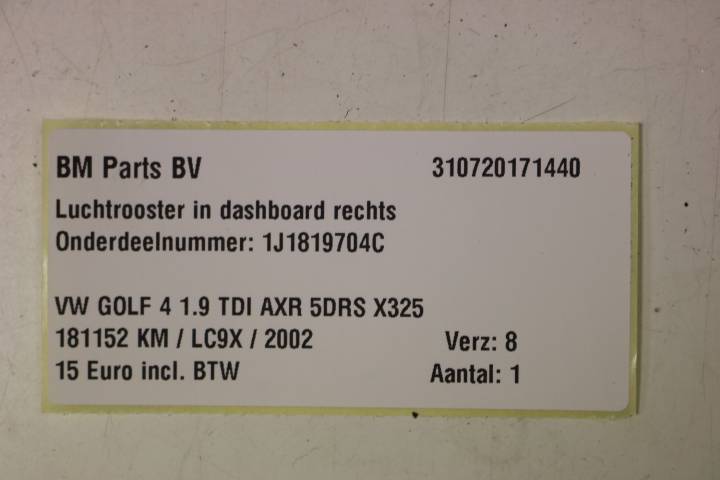 BM Parts BV 310720171440
Luchtrooster in dashboard rechts
Onderdeelnummer: 1J1819704C
VW GOLF 4 1.9 TDI AXR 5DRS X325
181152 KM / LC9X / 2002 Verz: 8
15 Euro incl. BTW Aantal: 1